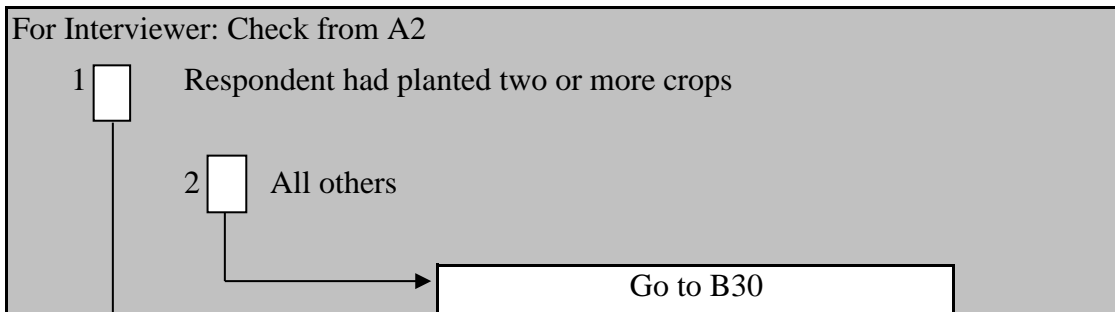 For Interviewer: Check from A2
1 Respondent had planted two or more crops
2 All others
Go to B30